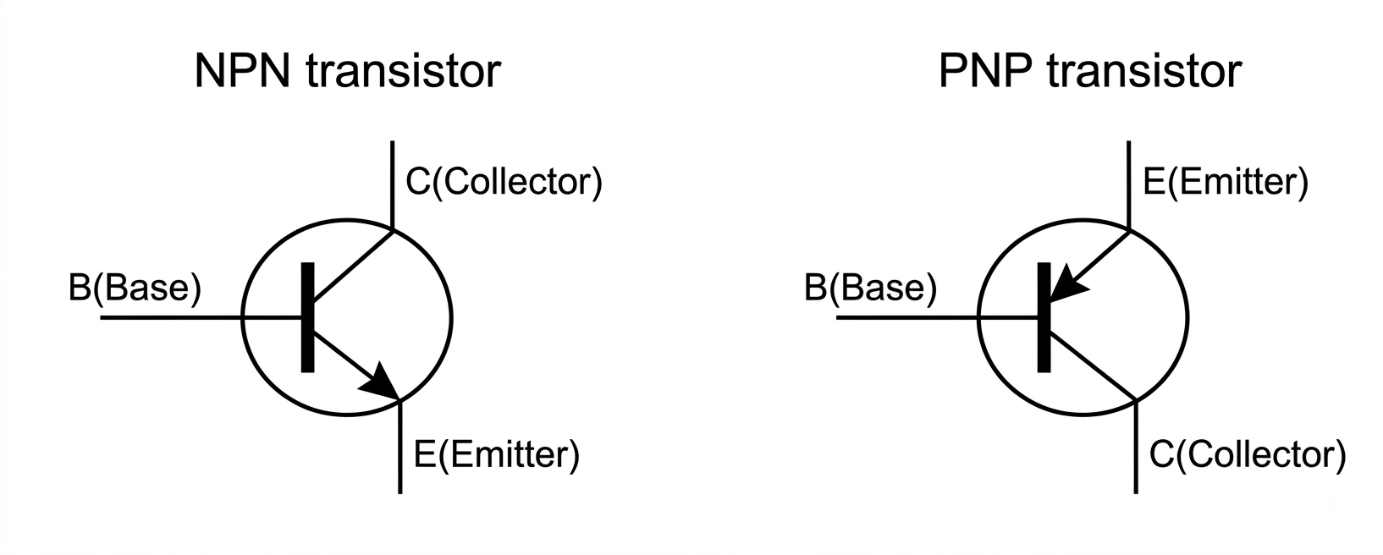 NPN transistor
C(Collector)
B(Base)
E(Emitter)
PNP transistor
E(Emitter)
B(Base)
C(Collector)